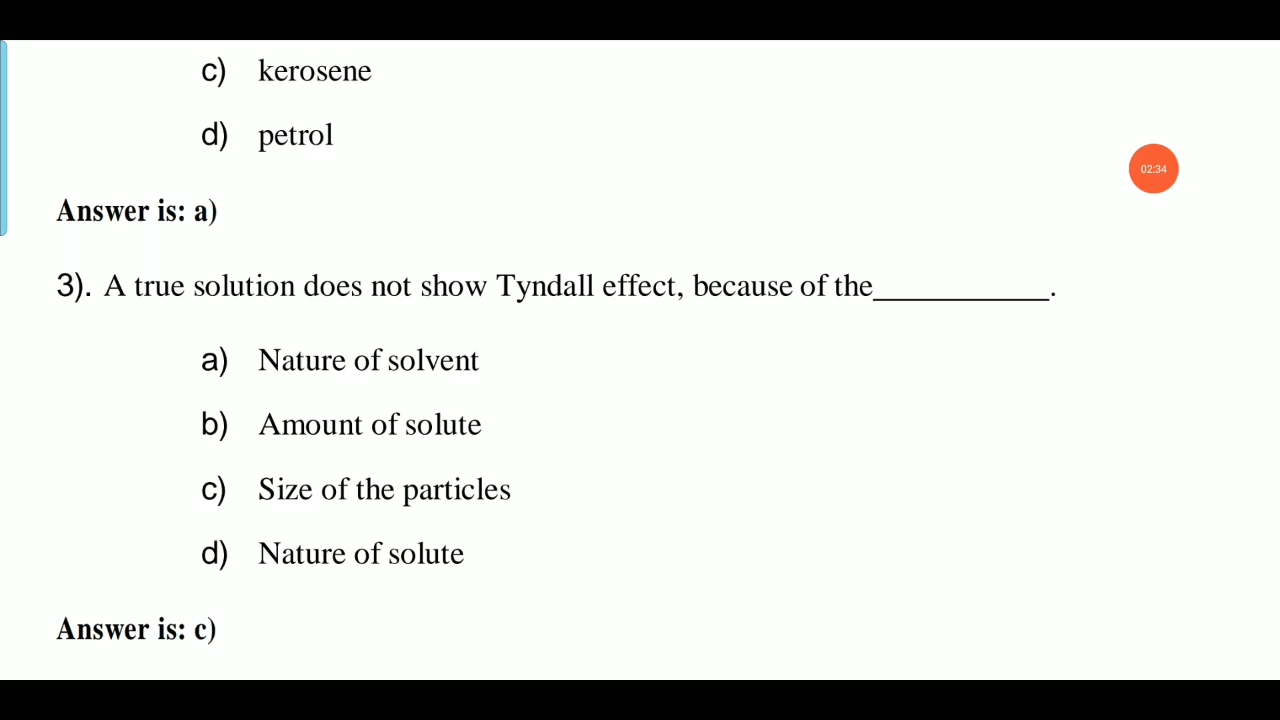 c) kerosene
d) petrol
02:34
Answer is: a)
3). A true solution does not show Tyndall effect, because of the___________.
a) Nature of solvent
b) Amount of solute
c) Size of the particles
d) Nature of solute
Answer is: c)